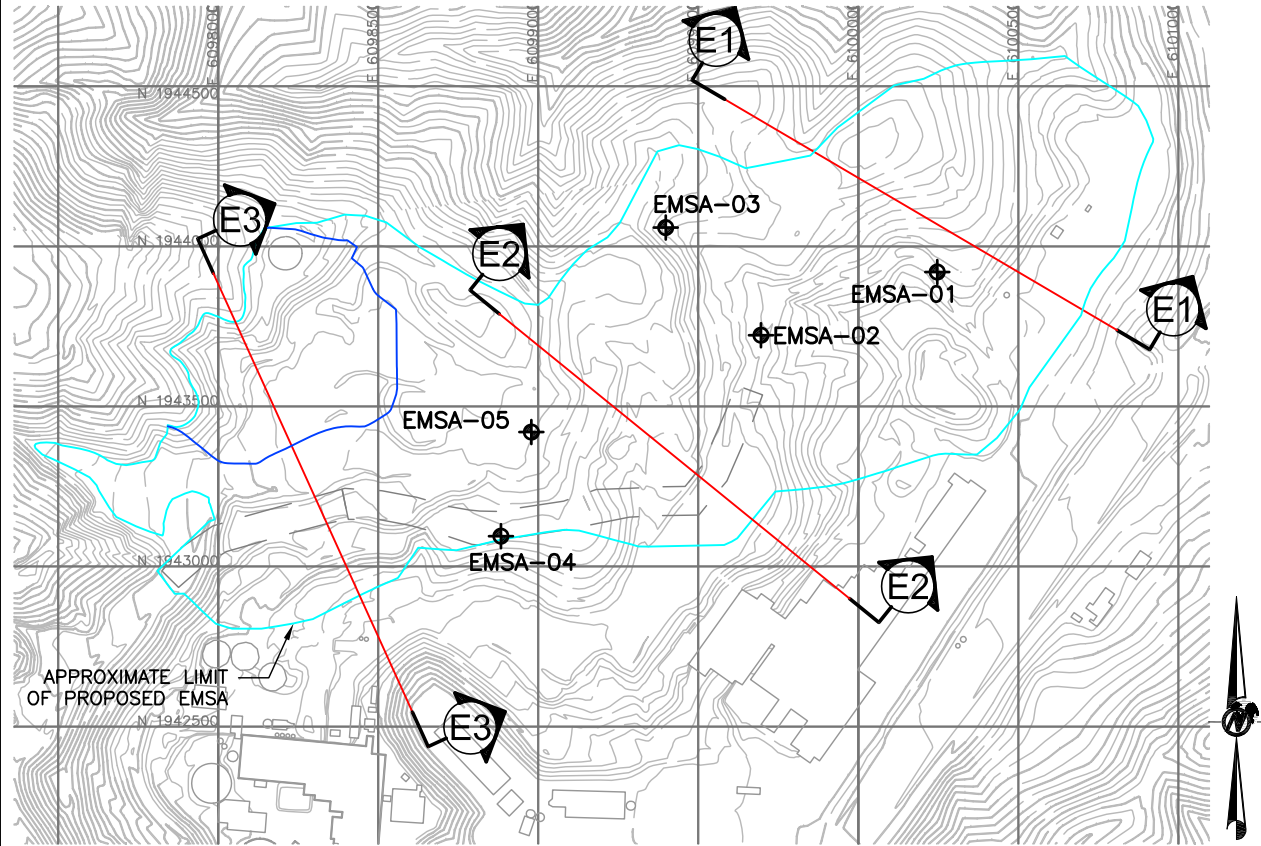 E 6098000
E 6098500
E 6099000
E 6100000
E 6100500
E 6101000
E1
N 1944500
EMSA-03
E3
N 1944000
E2
EMSA-01
E1
EMSA-02
N 1943500
EMSA-05
N 1943000
EMSA-04
E2
APPROXIMATE LIMIT
OF PROPOSED EMSA
N 1942500
E3
N